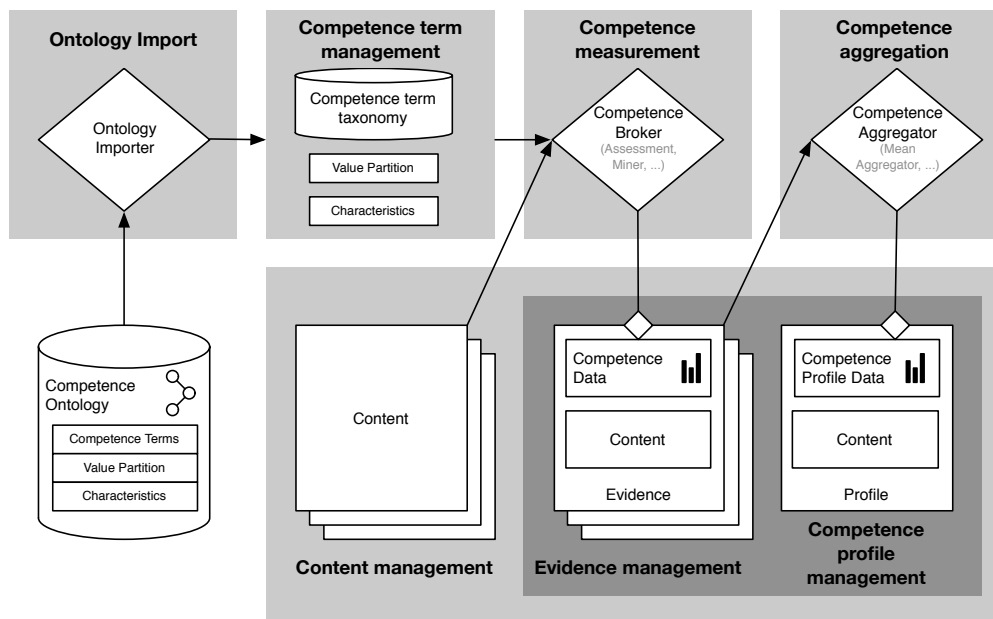 Ontology Import
Ontology
Importer
Competence term
management
Competence term
taxonomy
Value Partition
Characteristics
Competence
measurement
Competence
Broker
(Assessment,
Miner, ...)
Competence
aggregation
Competence
Aggregator
(Mean
Aggregator, ...)
Competence
Ontology
Competence Terms
Value Partition
Characteristics
Content
Content management
Competence
Data
Content
Evidence
Evidence management
Competence
Profile Data
Content
Profile
Competence
profile
management